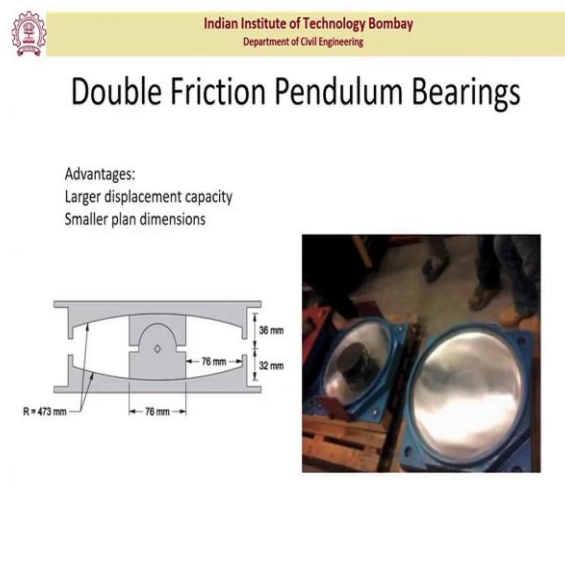 Indian Institute of Technology Bombay
Department of Civil Engineering
Double Friction Pendulum Bearings
Advantages:
Larger displacement capacity
Smaller plan dimensions
36 mm
76 mm
32 mm
R = 473 mm
76 mm